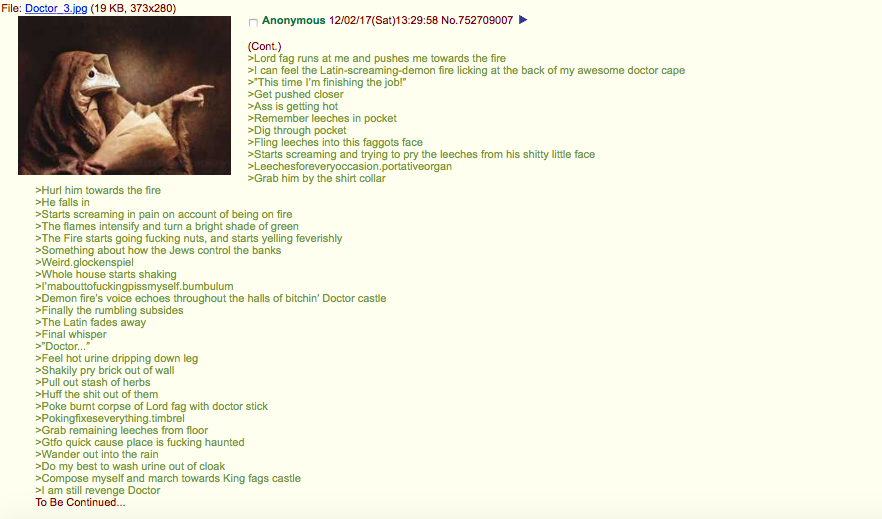 File: Doctor_3.jpg (19 KB, 373x280)
Anonymous 12/02/17(Sat)13:29:58 No.752709007
(Cont.)
>Lord fag runs at me and pushes me towards the fire
>I can feel the Latin-screaming-demon fire licking at the back of my awesome doctor cape
>"This time I'm finishing the job!"
>Get pushed closer
>Ass is getting hot
>Remember leeches in pocket
>Dig through pocket
>Fling leeches into this faggots face
>Starts screaming and trying to pry the leeches from his shitty little face
>Leechesforeveryoccasion.portativeorgan
>Grab him by the shirt collar
>Hurl him towards the fire
>He falls in
>Starts screaming in pain on account of being on fire
>The flames intensify and turn a bright shade of green
>The Fire starts going fucking nuts, and starts yelling feverishly
>Something about how the Jews control the banks
>Weird.glockenspiel
>Whole house starts shaking
>I'mabouttofuckingpissmyself.bumbulum
>Demon fire's voice echoes throughout the halls of bitchin' Doctor castle
>Finally the rumbling subsides
>The Latin fades away
>Final whisper
>"Doctor..."
>Feel hot urine dripping down leg
>Shakily pry brick out of wall
>Pull out stash of herbs
>Huff the shit out of them
>Poke burnt corpse of Lord fag with doctor stick
>Pokingfixeseverything.timbrel
>Grab remaining leeches from floor
>Gtfo quick cause place is fucking haunted
>Wander out into the rain
>Do my best to wash urine out of cloak
>Compose myself and march towards King fags castle
>I am still revenge Doctor
To Be Continued...